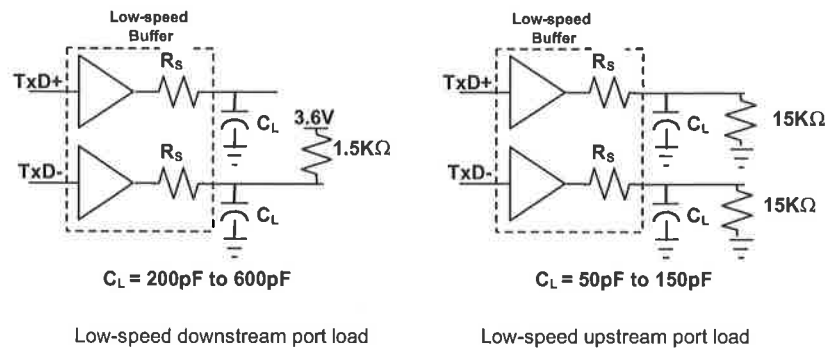 Low-speed
Buffer
TxD+
RS
CL
3.6V
1.5KΩ
TxD-
RS
CL
CL = 200pF to 600pF
Low-speed downstream port load
Low-speed
Buffer
TxD+
RS
CL
15KΩ
TxD-
RS
CL
15KΩ
CL = 50pF to 150pF
Low-speed upstream port load